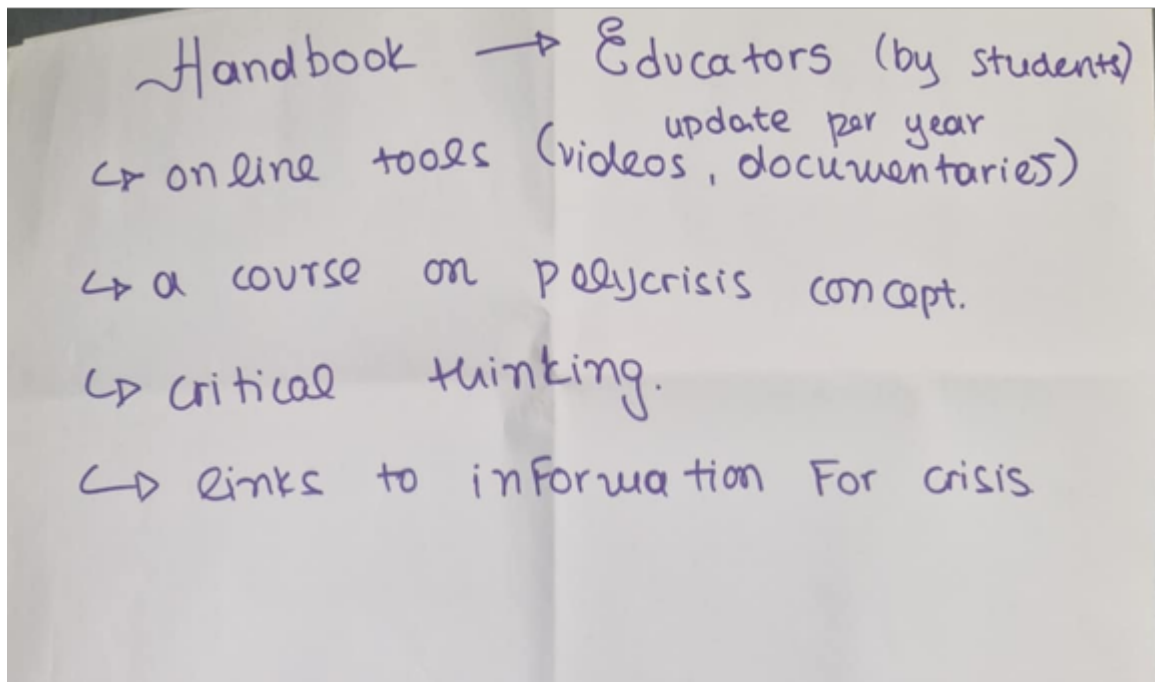 Handbook → Educators (by students)
update per year
↳ online tools (videos, documentaries)
↳ a course on polycrisis concept.
↳ critical thinking.
↳ links to information For crisis